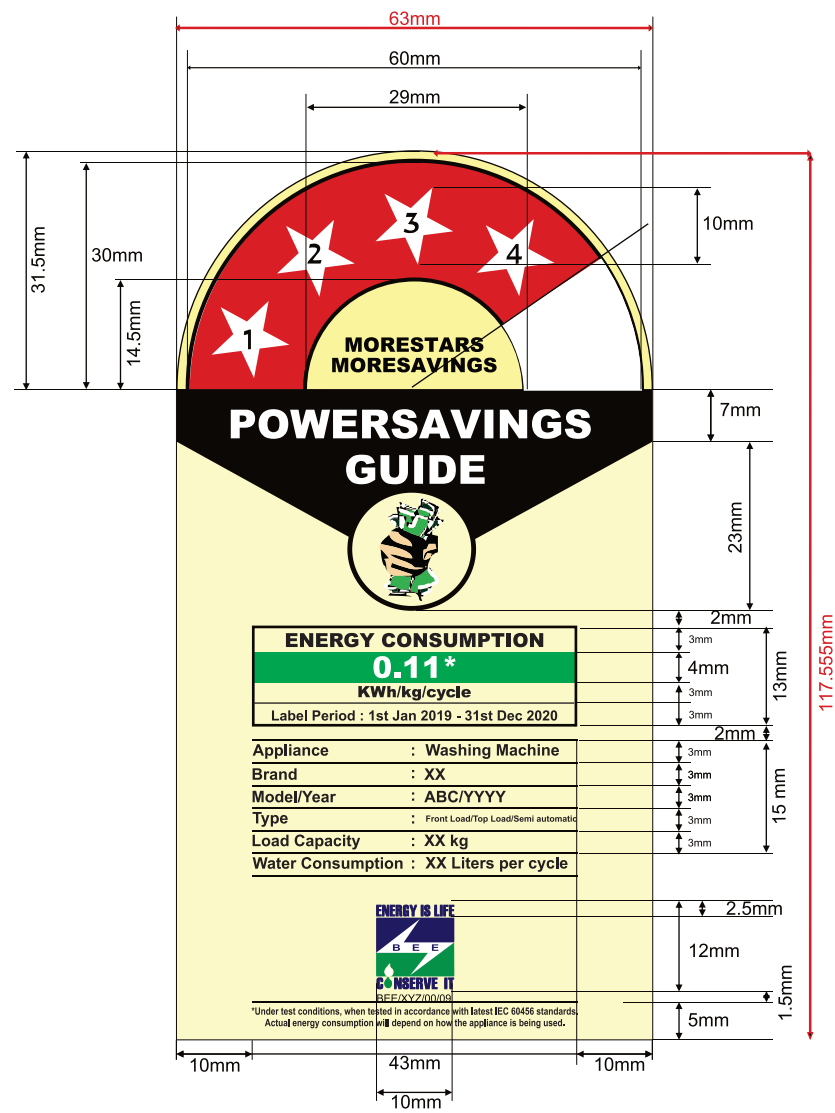 63mm
60mm
29mm
31.5mm
30mm
14.5mm
10mm
1
2
3
4
MORESTARS
MORESAVINGS
7mm
POWERSAVINGS
GUIDE
23mm
117.555mm
2mm
ENERGY CONSUMPTION
3mm
0.11*
4mm
13mm
KWh/kg/cycle
3mm
Label Period : 1st Jan 2019 - 31st Dec 2020
3mm
2mm
Appliance : Washing Machine
3mm
Brand : XX
3mm
Model/Year : ABC/YYYY
3mm
15 mm
Type : Front Load/Top Load/Semi automatic
3mm
Load Capacity : XX kg
3mm
Water Consumption : XX Liters per cycle
ENERGY IS LIFE
2.5mm
BEE
12mm
CONSERVE IT
BEE/XYZ/00/09
1.5mm
*Under test conditions, when tested in accordance with latest IEC 60456 standards.
Actual energy consumption will depend on how the appliance is being used.
5mm
10mm
43mm
10mm
10mm